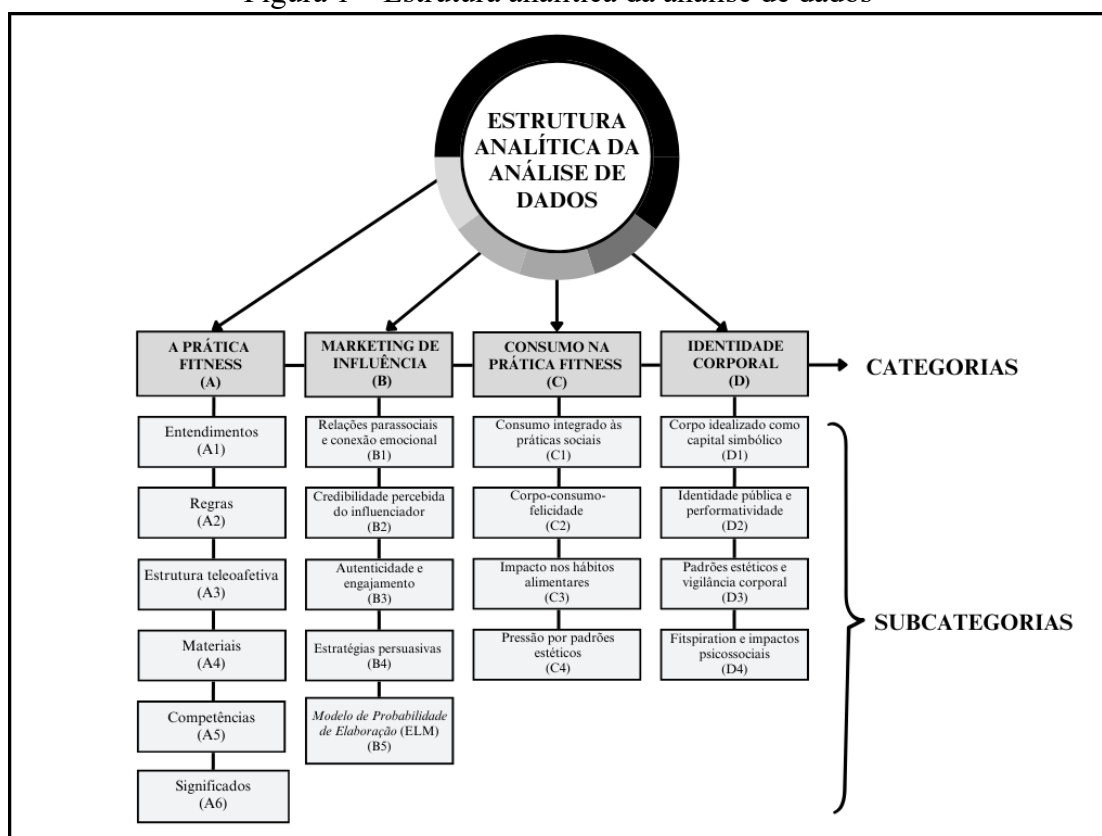 Figura 1 – Estrutura analítica da análise de dados
ESTRUTURA
ANALÍTICA DA
ANÁLISE DE
DADOS
A PRÁTICA
FITNESS
(A)
MARKETING DE
INFLUÊNCIA
(B)
CONSUMO NA
PRÁTICA FITNESS
(C)
IDENTIDADE
CORPORAL
(D)
CATEGORIAS
Entendimentos
(A1)
Relações parassociais
e conexão emocional
(B1)
Consumo integrado às
práticas sociais
(C1)
Corpo idealizado como
capital simbólico
(D1)
Regras
(A2)
Credibilidade percebida
do influenciador
(B2)
Corpo-consumo-
felicidade
(C2)
Identidade pública e
performatividade
(D2)
Estrutura teleoafetiva
(A3)
Autenticidade e
engajamento
(B3)
Impacto nos hábitos
alimentares
(C3)
Padrões estéticos e
vigilância corporal
(D3)
SUBCATEGORIAS
Materiais
(A4)
Estratégias persuasivas
(B4)
Pressão por padrões
estéticos
(C4)
Fitspiration e impactos
psicossociais
(D4)
Competências
(A5)
Modelo de Probabilidade
de Elaboração (ELM)
(B5)
Significados
(A6)